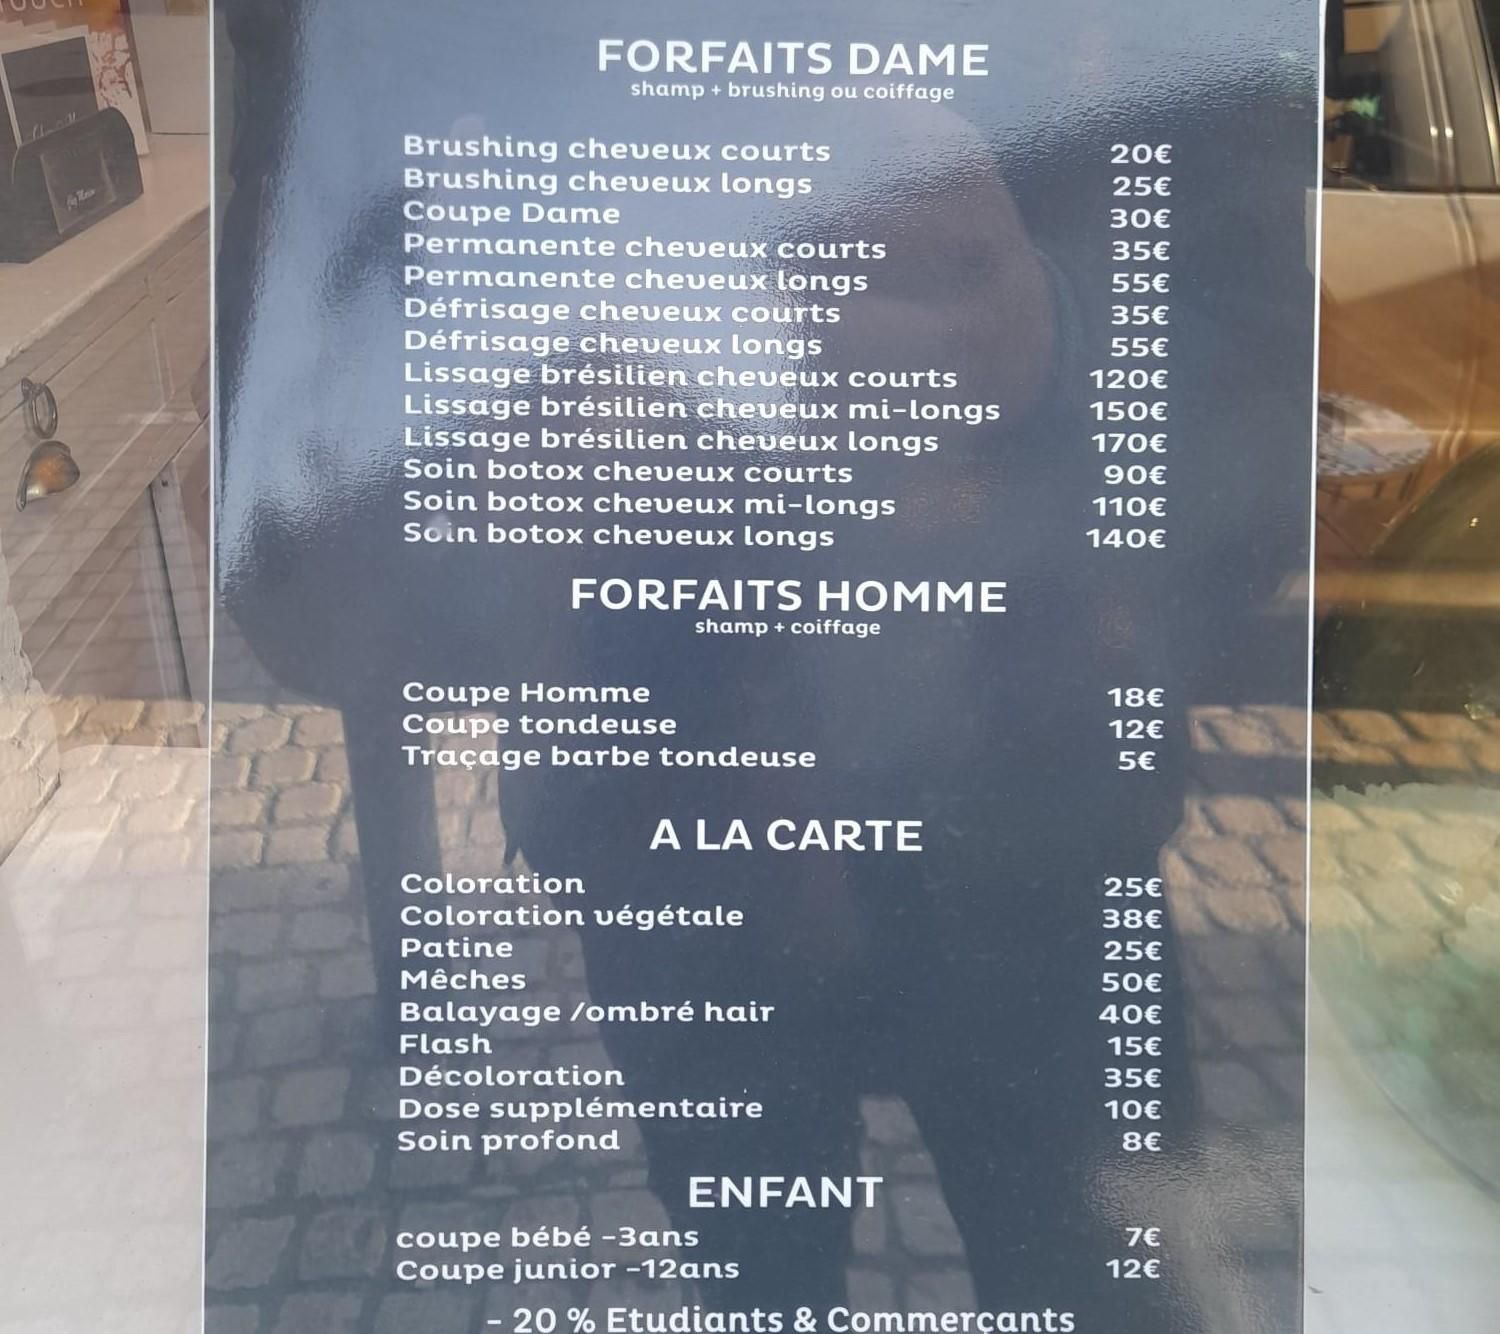 FORFAITS DAME
shamp + brushing ou coiffage
Brushing cheveux courts 20€
Brushing cheveux longs 25€
Coupe Dame 30€
Permanente cheveux courts 35€
Permanente cheveux longs 55€
Défrisage cheveux courts 35€
Défrisage cheveux longs 55€
Lissage brésilien cheveux courts 120€
Lissage brésilien cheveux mi-longs 150€
Lissage brésilien cheveux longs 170€
Soin botox cheveux courts 90€
Soin botox cheveux mi-longs 110€
Soin botox cheveux longs 140€
FORFAITS HOMME
shamp + coiffage
Coupe Homme 18€
Coupe tondeuse 12€
Traçage barbe tondeuse 5€
A LA CARTE
Coloration 25€
Coloration végétale 38€
Patine 25€
Mêches 50€
Balayage /ombré hair 40€
Flash 15€
Décoloration 35€
Dose supplémentaire 10€
Soin profond 8€
ENFANT
coupe bébé -3ans 7€
Coupe junior -12ans 12€
- 20 % Etudiants & Commerçants